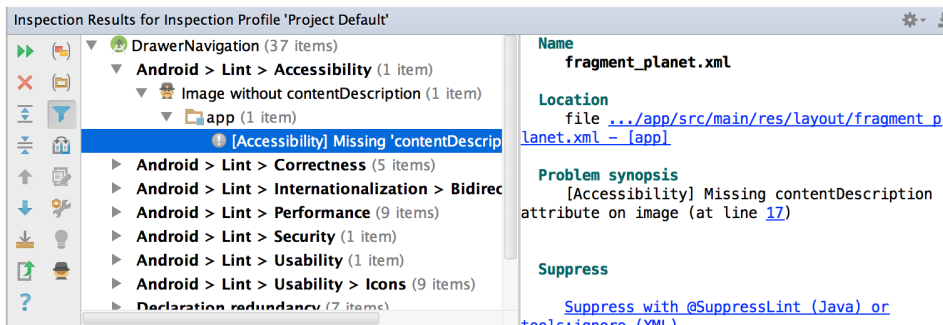 Inspection Results for Inspection Profile 'Project Default'
DrawerNavigation (37 items)
Android > Lint > Accessibility (1 item)
Image without contentDescription (1 item)
app (1 item)
[Accessibility] Missing 'contentDescrip
Android > Lint > Correctness (5 items)
Android > Lint > Internationalization > Bidirec
Android > Lint > Performance (9 items)
Android > Lint > Security (1 item)
Android > Lint > Usability (1 item)
Android > Lint > Usability > Icons (9 items)
Declaration redundancy (7 items)
Name
fragment_planet.xml
Location
file .../app/src/main/res/layout/fragment_p
lanet.xml – [app]
Problem synopsis
[Accessibility] Missing contentDescription
attribute on image (at line 17)
Suppress
Suppress with @SuppressLint (Java) or
tools:ignore (XML)